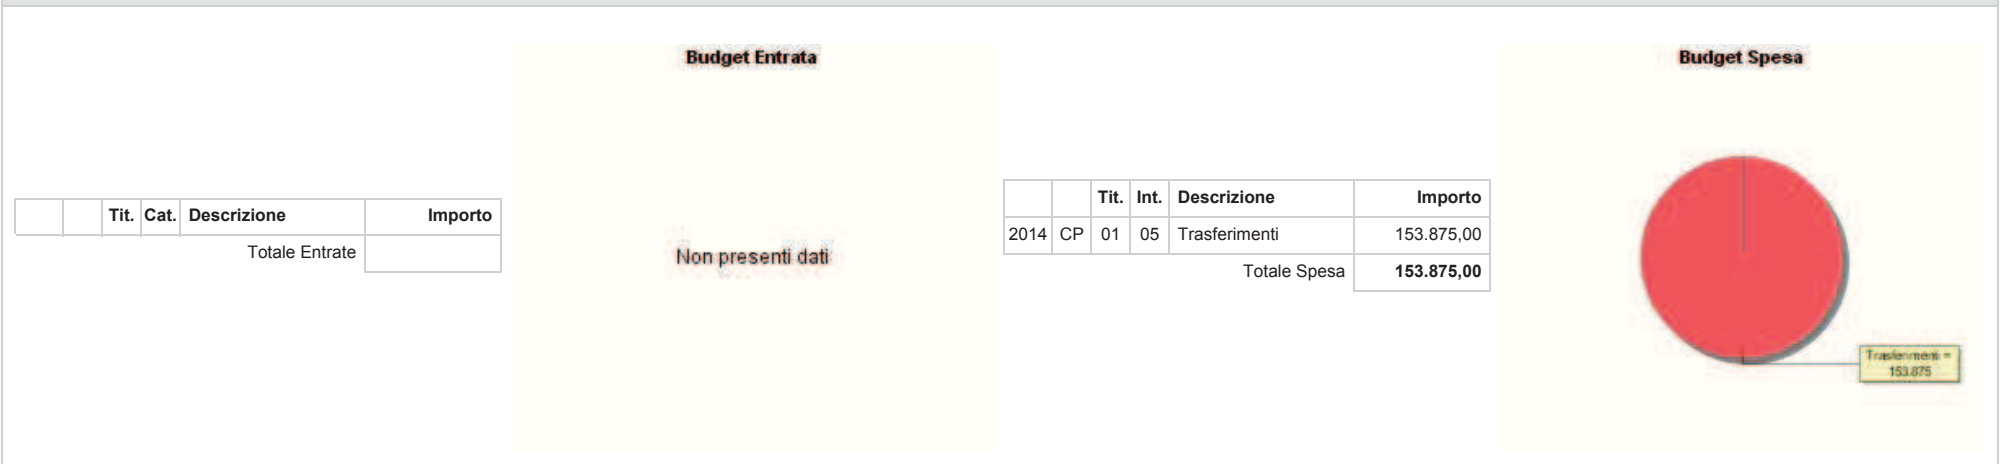 Budget Entrata
Budget Spesa
Tit. Cat. Descrizione Importo
Totale Entrate
Non presenti dati
Tit. Int. Descrizione Importo
2014 CP 01 05 Trasferimenti 153.875,00
Totale Spesa 153.875,00
Trasferimenti =
153.875